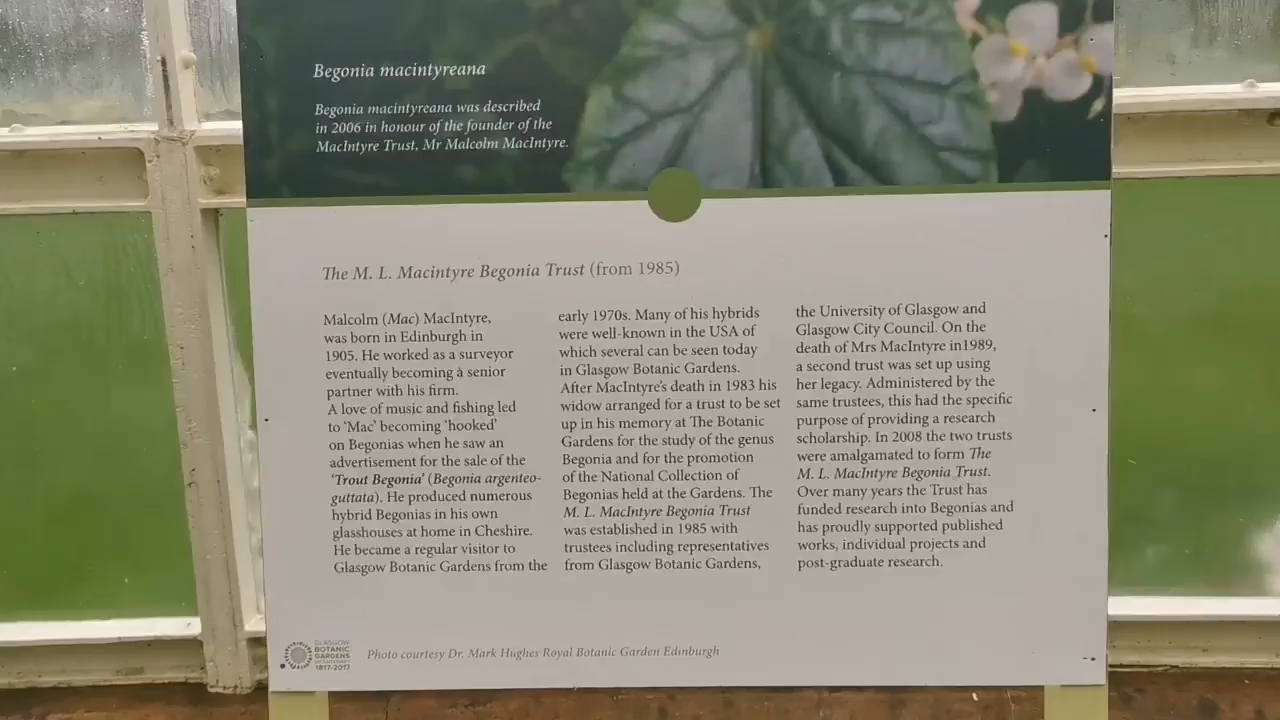 Begonia macintyreana
Begonia macintyreana was described
in 2006 in honour of the founder of the
MacIntyre Trust, Mr Malcolm MacIntyre.
The M. L. Macintyre Begonia Trust (from 1985)
Malcolm (Mac) MacIntyre,
was born in Edinburgh in
1905. He worked as a surveyor
eventually becoming a senior
partner with his firm.
A love of music and fishing led
to ‘Mac’ becoming ‘hooked’
on Begonias when he saw an
advertisement for the sale of the
‘Trout Begonia’ (Begonia argenteo-
guttata). He produced numerous
hybrid Begonias in his own
glasshouses at home in Cheshire.
He became a regular visitor to
Glasgow Botanic Gardens from the
early 1970s. Many of his hybrids
were well-known in the USA of
which several can be seen today
in Glasgow Botanic Gardens.
After MacIntyre’s death in 1983 his
widow arranged for a trust to be set
up in his memory at The Botanic
Gardens for the study of the genus
Begonia and for the promotion
of the National Collection of
Begonias held at the Gardens. The
M. L. MacIntyre Begonia Trust
was established in 1985 with
trustees including representatives
from Glasgow Botanic Gardens,
the University of Glasgow and
Glasgow City Council. On the
death of Mrs MacIntyre in1989,
a second trust was set up using
her legacy. Administered by the
same trustees, this had the specific
purpose of providing a research
scholarship. In 2008 the two trusts
were amalgamated to form The
M. L. MacIntyre Begonia Trust.
Over many years the Trust has
funded research into Begonias and
has proudly supported published
works, individual projects and
post-graduate research.
GLASGOW
BOTANIC
GARDENS
BICENTENARY
1817-2017
Photo courtesy Dr. Mark Hughes Royal Botanic Garden Edinburgh